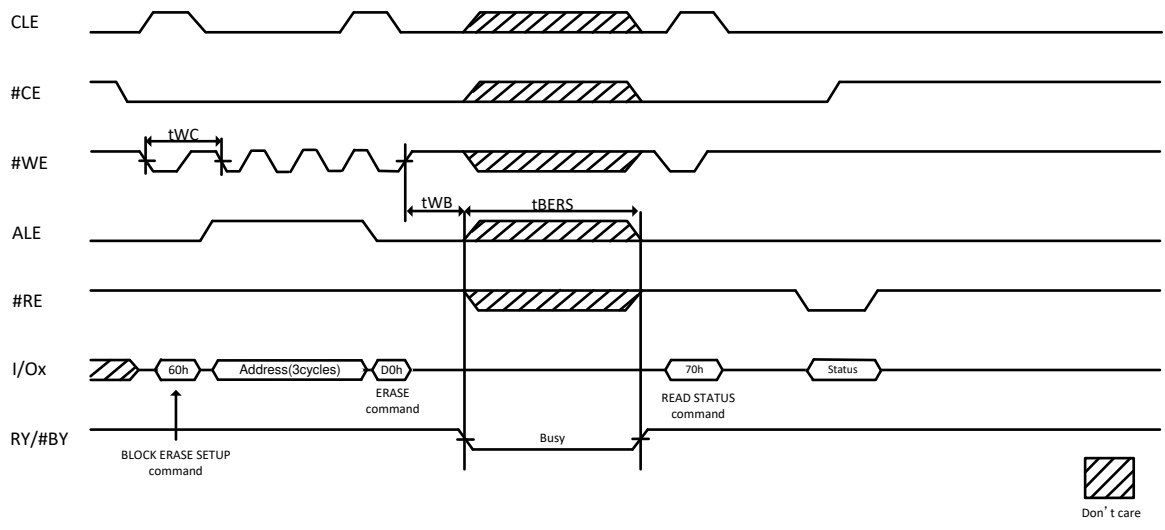 CLE
#CE
tWC
#WE
tWB
tBERS
ALE
#RE
I/Ox
60h
Address(3cycles)
D0h
70h
Status
ERASE
command
READ STATUS
command
RY/#BY
Busy
BLOCK ERASE SETUP
command
Don't care